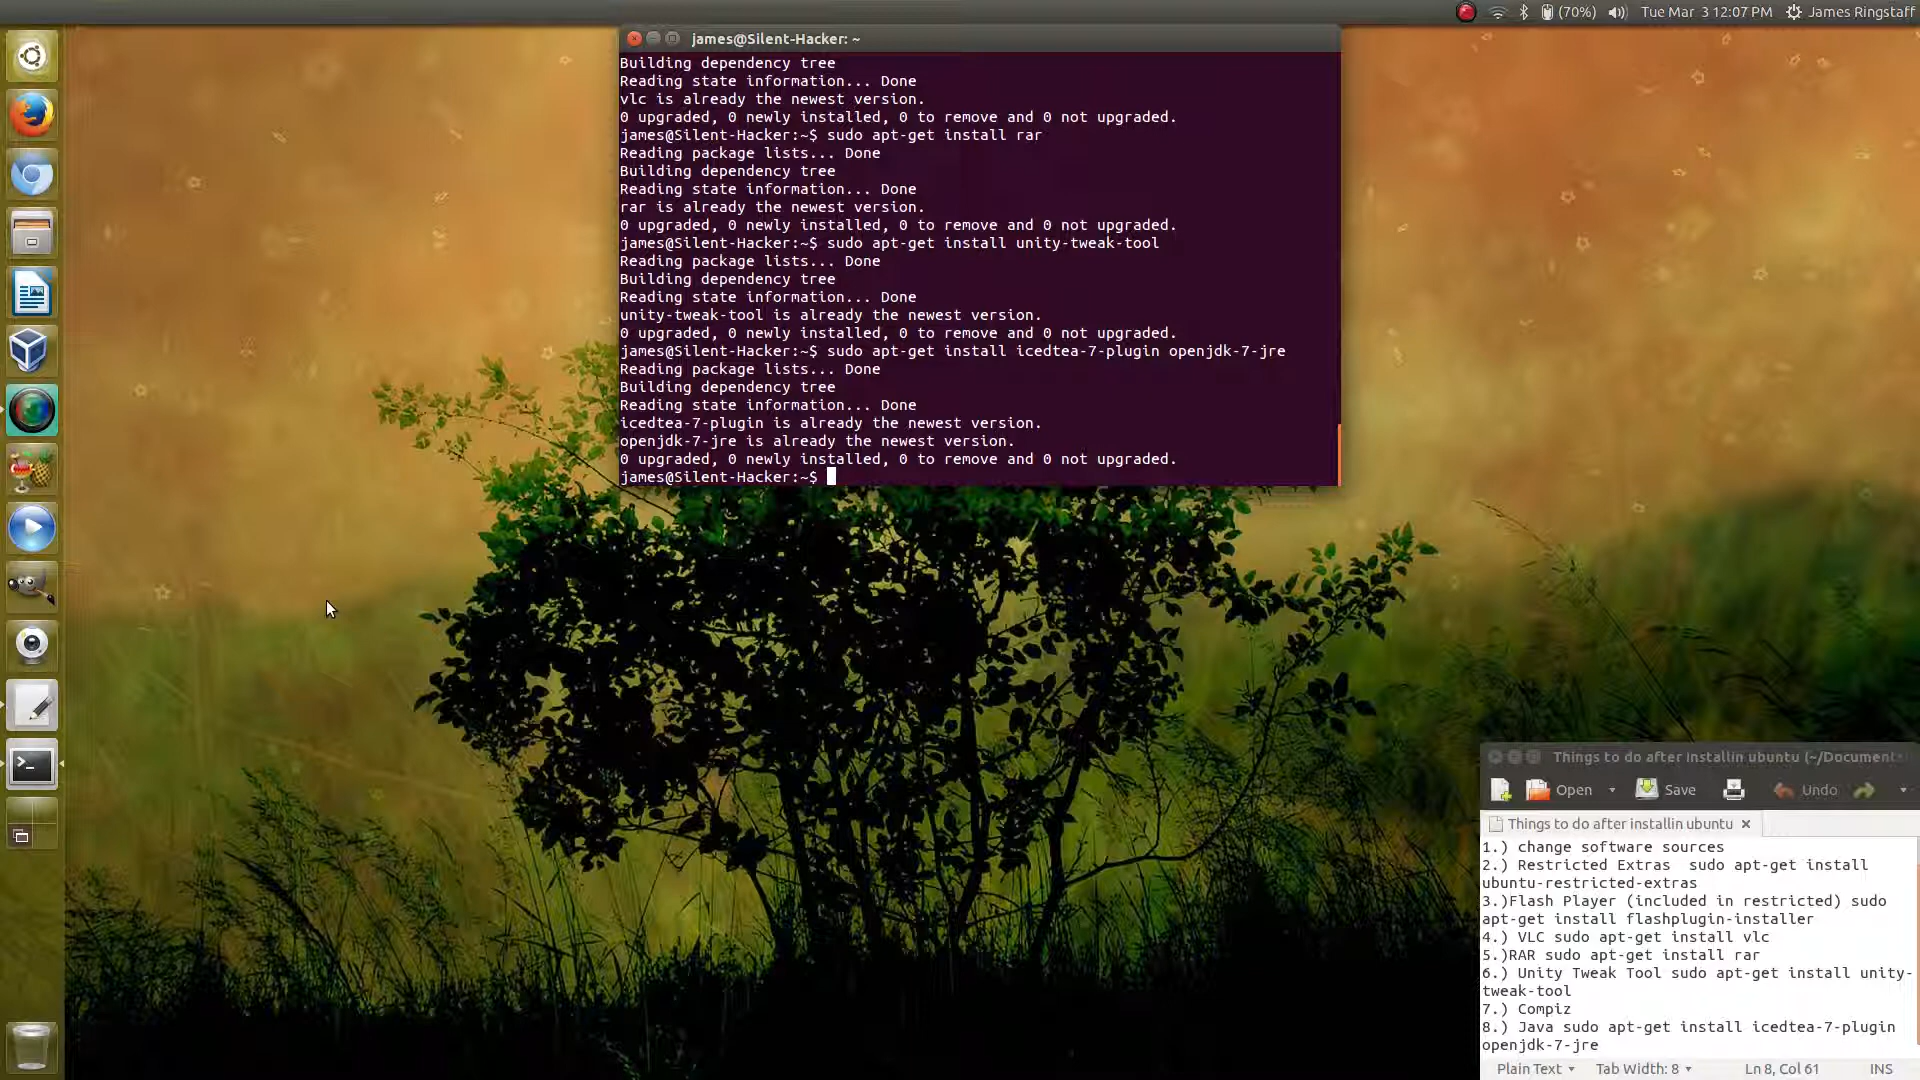 (70%) Tue Mar 3 12:07 PM James Ringstaff
james@Silent-Hacker: ~
Building dependency tree
Reading state information... Done
vlc is already the newest version.
0 upgraded, 0 newly installed, 0 to remove and 0 not upgraded.
james@Silent-Hacker:~$ sudo apt-get install rar
Reading package lists... Done
Building dependency tree
Reading state information... Done
rar is already the newest version.
0 upgraded, 0 newly installed, 0 to remove and 0 not upgraded.
james@Silent-Hacker:~$ sudo apt-get install unity-tweak-tool
Reading package lists... Done
Building dependency tree
Reading state information... Done
unity-tweak-tool is already the newest version.
0 upgraded, 0 newly installed, 0 to remove and 0 not upgraded.
james@Silent-Hacker:~$ sudo apt-get install icedtea-7-plugin openjdk-7-jre
Reading package lists... Done
Building dependency tree
Reading state information... Done
icedtea-7-plugin is already the newest version.
openjdk-7-jre is already the newest version.
0 upgraded, 0 newly installed, 0 to remove and 0 not upgraded.
james@Silent-Hacker:~$
Things to do after installin ubuntu (~/Documents
Open Save Undo
Things to do after installin ubuntu
1.) change software sources
2.) Restricted Extras  sudo apt-get install
ubuntu-restricted-extras
3.)Flash Player (included in restricted) sudo
apt-get install flashplugin-installer
4.) VLC sudo apt-get install vlc
5.)RAR sudo apt-get install rar
6.) Unity Tweak Tool sudo apt-get install unity-
tweak-tool
7.) Compiz
8.) Java sudo apt-get install icedtea-7-plugin
openjdk-7-jre
Plain Text Tab Width: 8 Ln 8, Col 61 INS